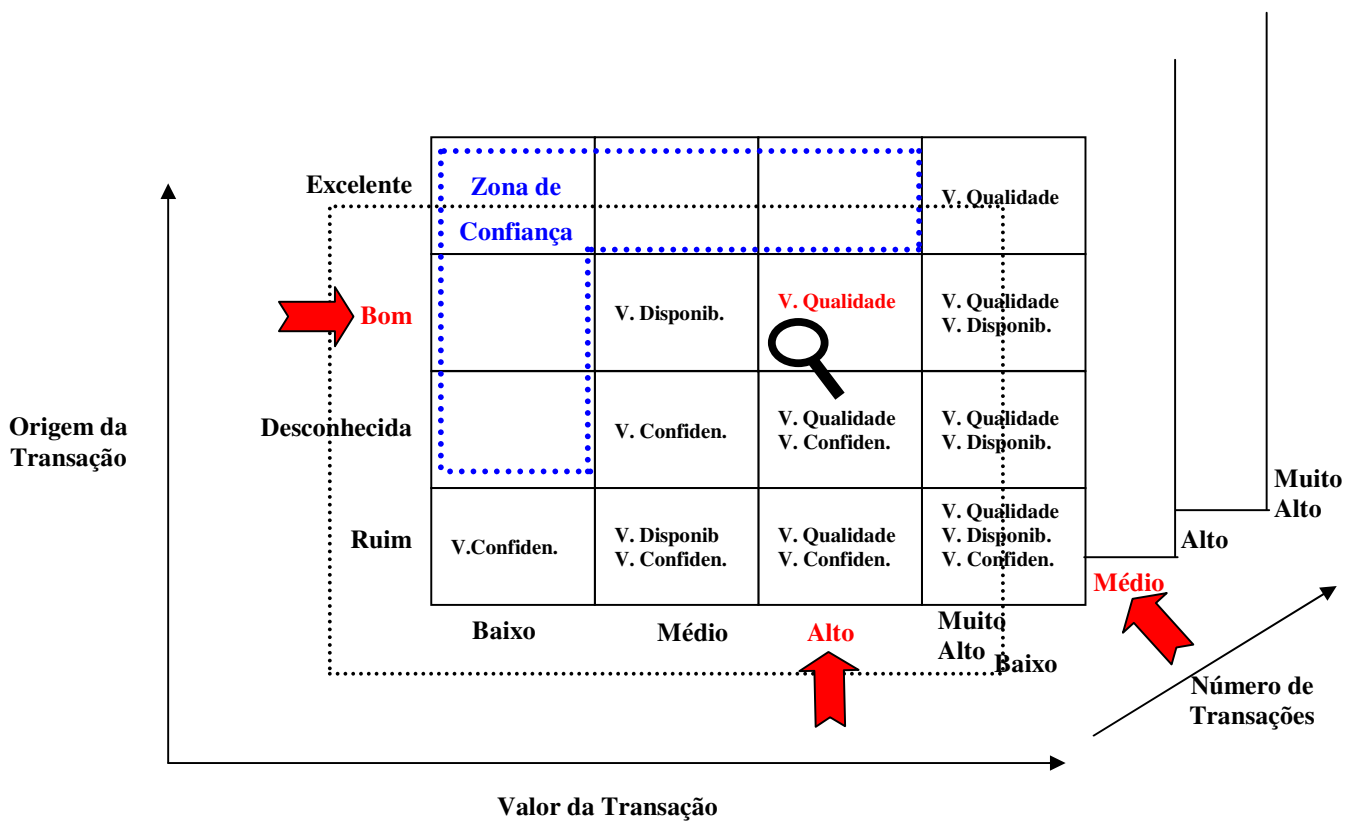 Excelente
Zona de
Confiança
V. Qualidade
Bom
V. Disponib.
V. Qualidade
V. Qualidade
V. Disponib.
Origem da
Transação
Desconhecida
V. Confiden.
V. Qualidade
V. Confiden.
V. Qualidade
V. Disponib.
Ruim
V.Confiden.
V. Disponib
V. Confiden.
V. Qualidade
V. Confiden.
V. Qualidade
V. Disponib.
V. Confiden.
Muito
Alto
Alto
Médio
Baixo
Médio
Alto
Muito
Alto
Baixo
Número de
Transações
Valor da Transação